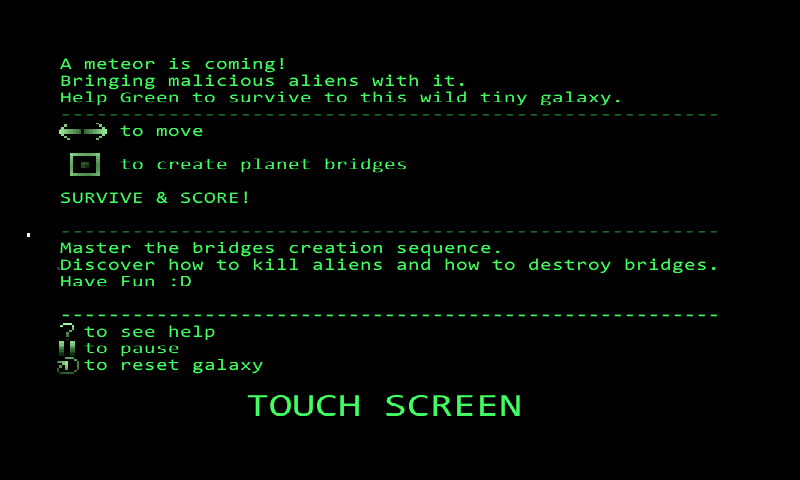 A meteor is coming!
Bringing malicious aliens with it.
Help Green to survive to this wild tiny galaxy.
-------------------------------------------------------
to move
to create planet bridges
SURVIVE & SCORE!
-------------------------------------------------------
Master the bridges creation sequence.
Discover how to kill aliens and how to destroy bridges.
Have Fun :D
-------------------------------------------------------
? to see help
to pause
to reset galaxy
TOUCH SCREEN